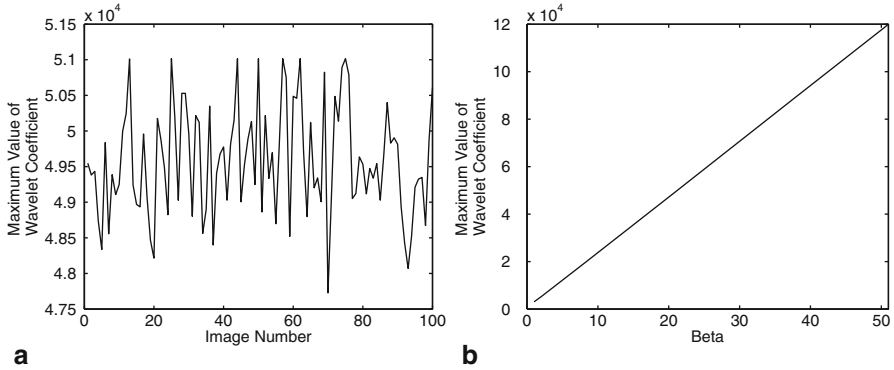 x 10^4
5.15
5.1
5.05
5
4.95
4.9
4.85
4.8
4.75
Maximum Value of
Wavelet Coefficient
0 20 40 60 80 100
Image Number
a
x 10^4
12
10
8
6
4
2
0
Maximum Value of
Wavelet Coefficient
0 10 20 30 40 50
Beta
b